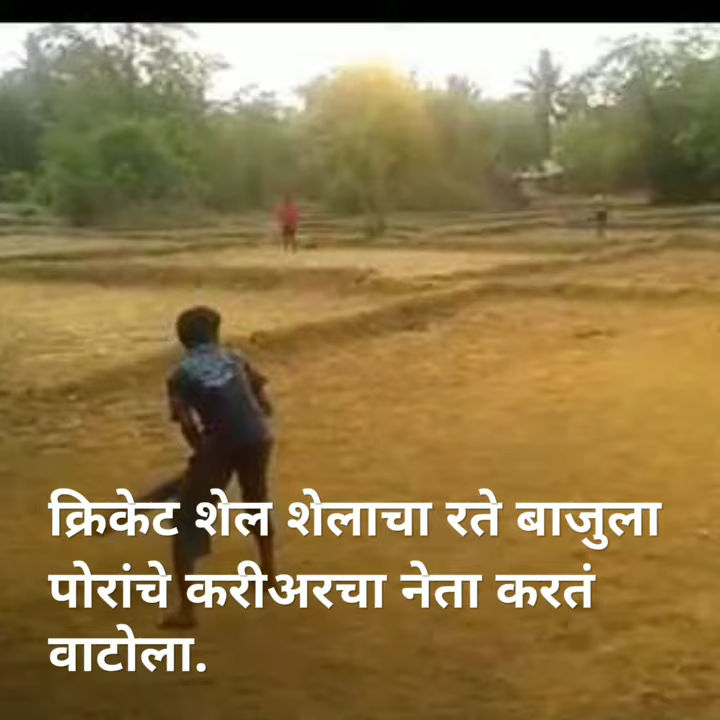 क्रिकेट शेल शेलाचा रते बाजुला
पोरांचे करीअरचा नेता करतं
वाटोला.